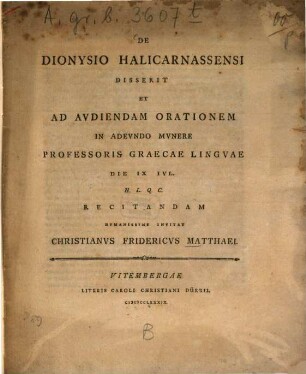 A. gr. b. 3607
DE
DIONYSIO HALICARNASSENSI
DISSERIT
ET
AD AVDIENDAM ORATIONEM
IN ADEVNDO MVNERE
PROFESSORIS GRAECAE LINGVAE
DIE IX IVL.
H. L. Q. C.
RECITANDAM
HVMANISSIME INVITAT
CHRISTIANVS FRIDERICVS MATTHAEI.
VITEMBERGAE
LITERIS CAROLI CHRISTIANI DÜRRII.
B